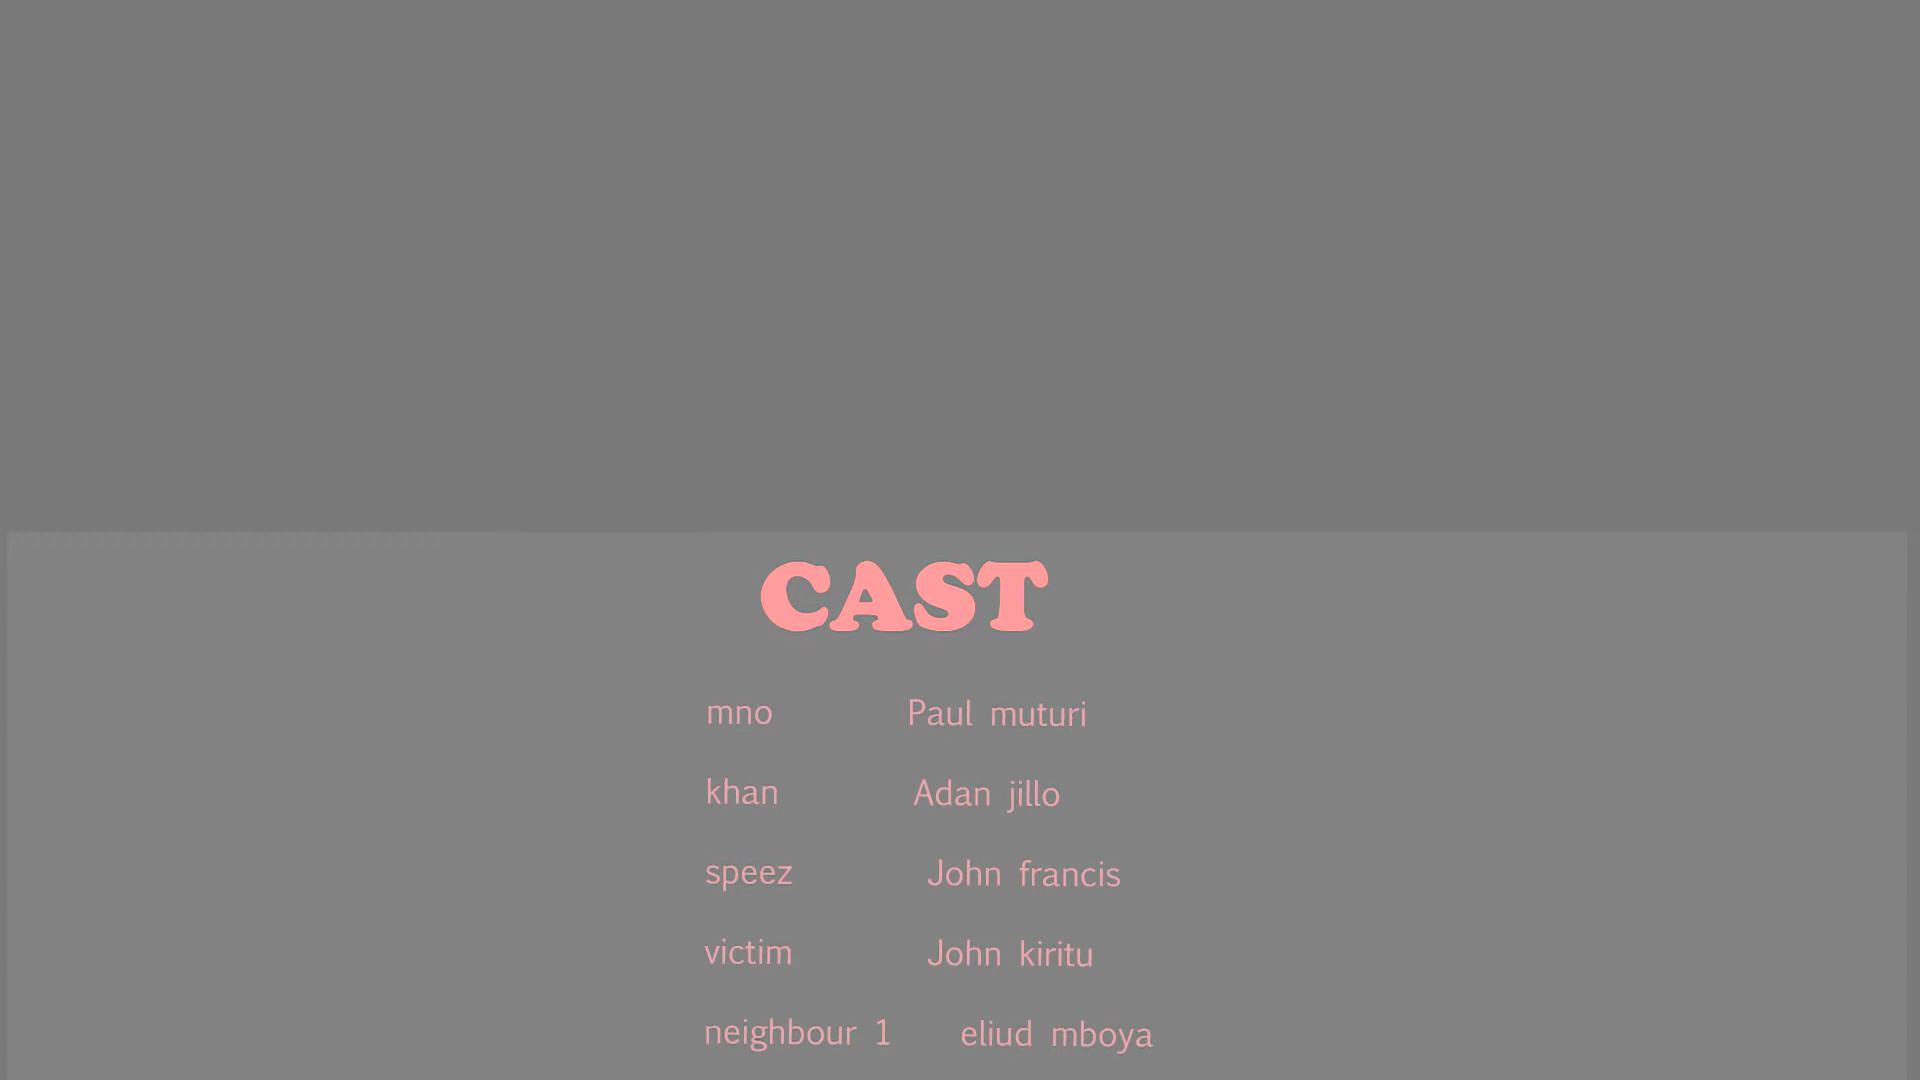 CAST
mno Paul muturi
khan Adan jillo
speez John francis
victim John kiritu
neighbour 1 eliud mboya